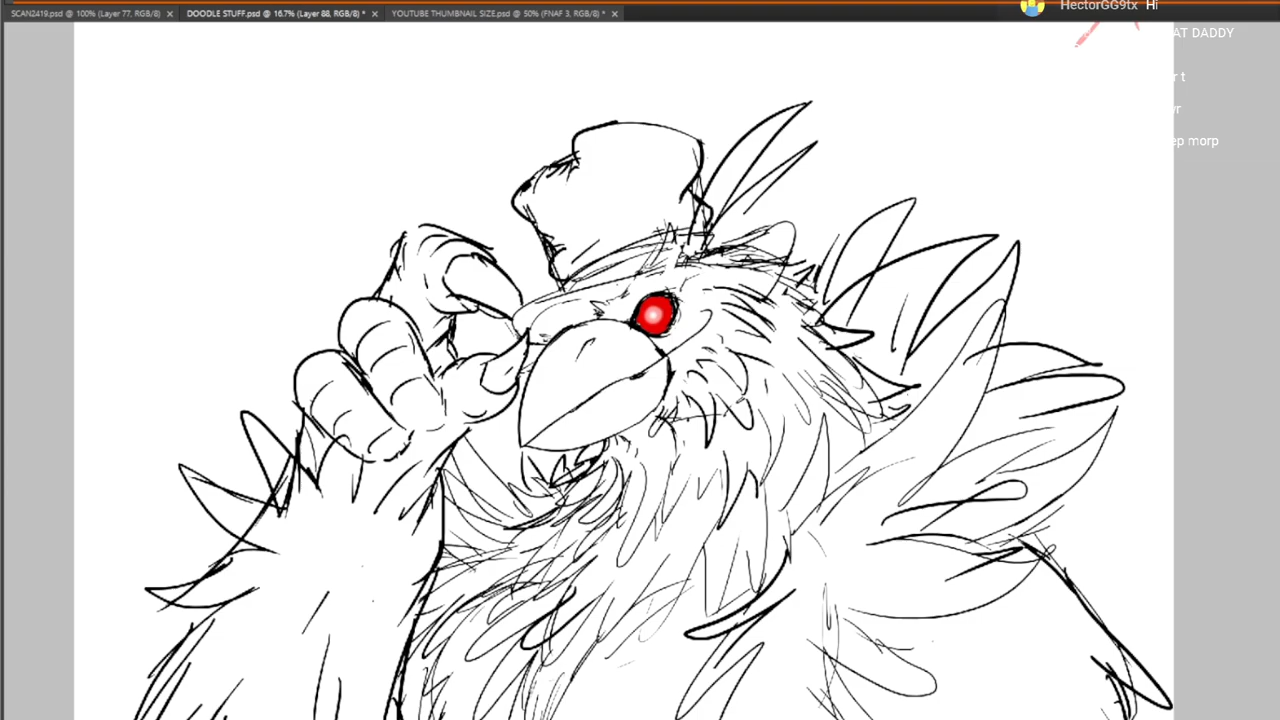 SCAN2419.psd @ 100% (Layer 77, RGB/8) × DOODLE STUFF.psd @ 16.7% (Layer 88, RGB/8) * × YOUTUBE THUMBNAIL SIZE.psd @ 50% (FNAF 3, RGB/8) * ×
HectorGG9tx Hi
AT DADDY
r t
yr
ep morp